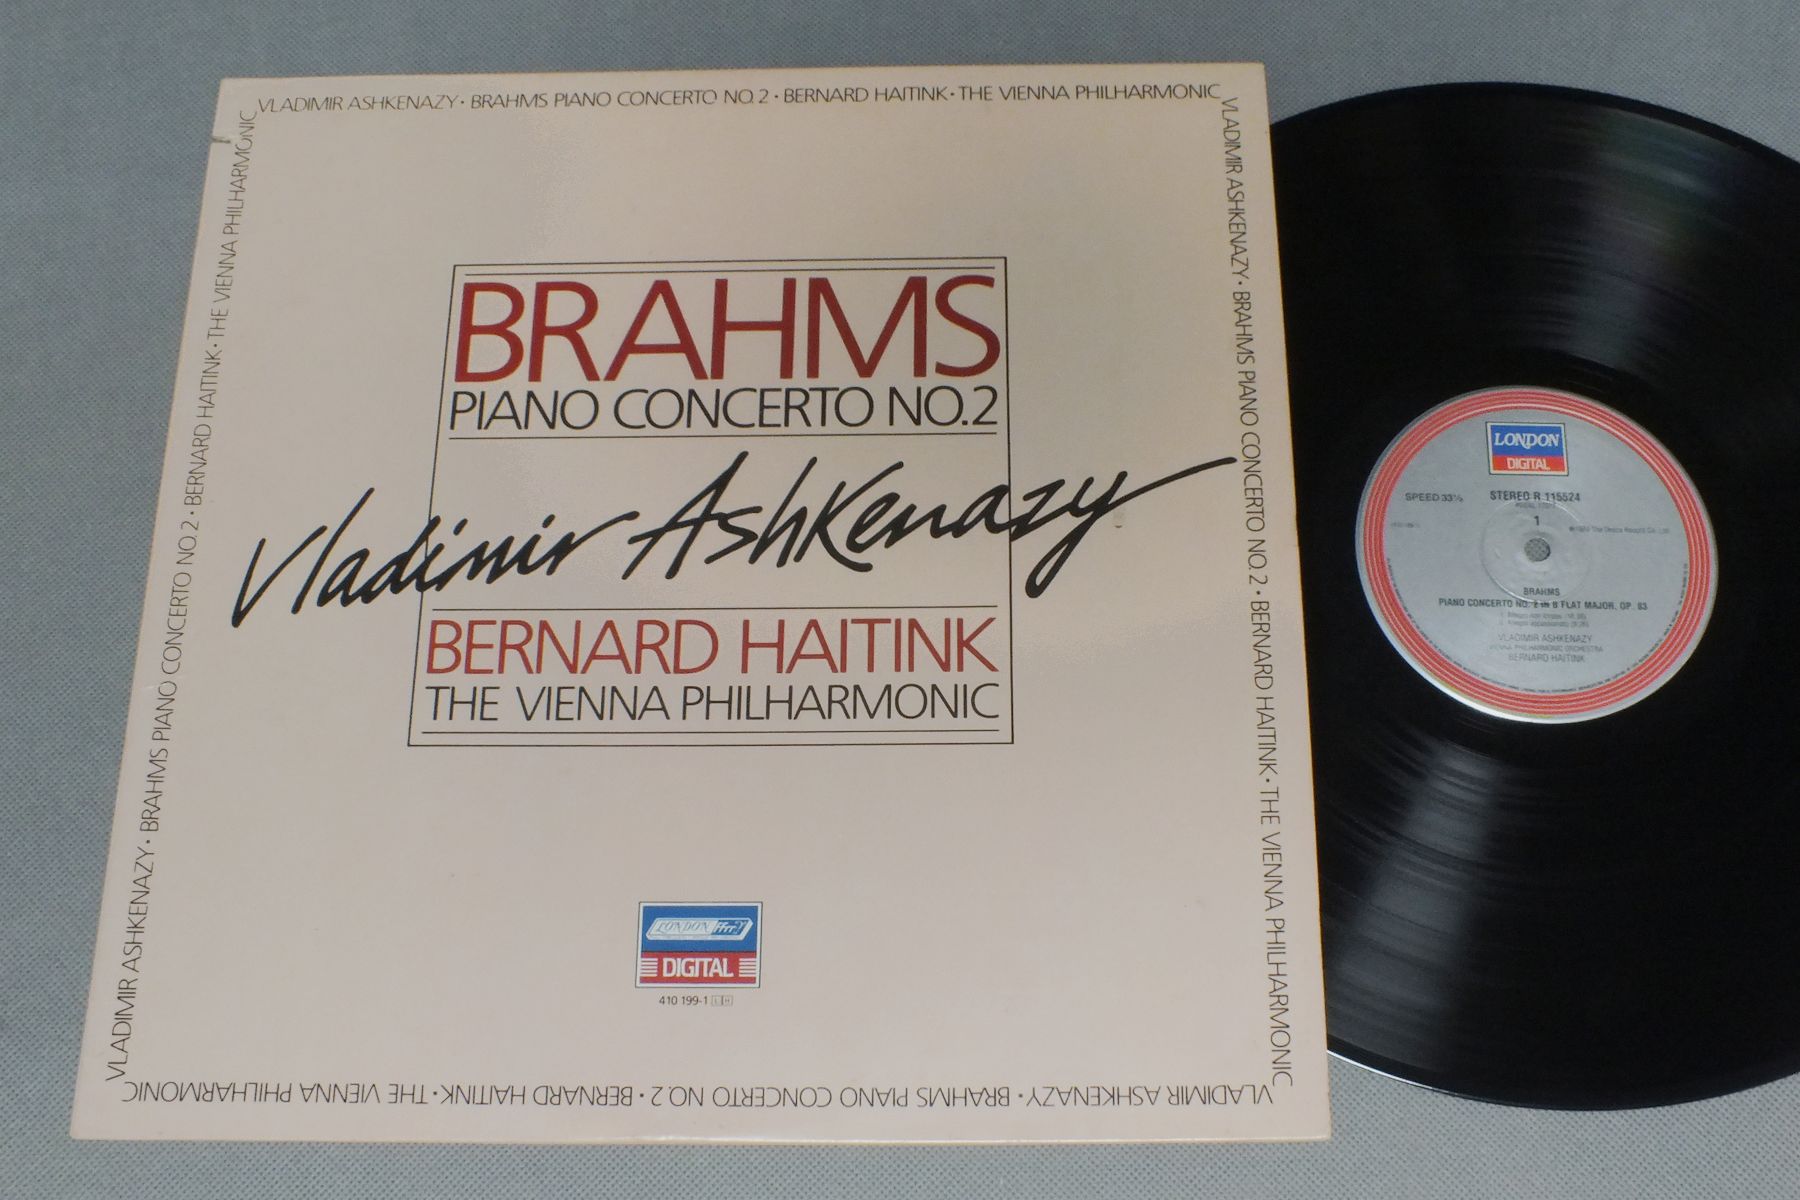 VLADIMIR ASHKENAZY · BRAHMS PIANO CONCERTO NO.2 · BERNARD HAITINK · THE VIENNA PHILHARMONIC
VLADIMIR ASHKENAZY · BRAHMS PIANO CONCERTO NO.2 · BERNARD HAITINK · THE VIENNA PHILHARMONIC
VLADIMIR ASHKENAZY · BRAHMS PIANO CONCERTO NO.2 · BERNARD HAITINK · THE VIENNA PHILHARMONIC
VLADIMIR ASHKENAZY · BRAHMS PIANO CONCERTO NO.2 · BERNARD HAITINK · THE VIENNA PHILHARMONIC
BRAHMS
PIANO CONCERTO NO.2
Vladimir Ashkenazy
BERNARD HAITINK
THE VIENNA PHILHARMONIC
LONDON ffrr
DIGITAL
410 199-1 LH
LONDON
DIGITAL
SPEED 33⅓
STEREO R 115524
1
BRAHMS
PIANO CONCERTO NO. 2 IN B FLAT MAJOR, OP. 83
VLADIMIR ASHKENAZY
VIENNA PHILHARMONIC ORCHESTRA
BERNARD HAITINK